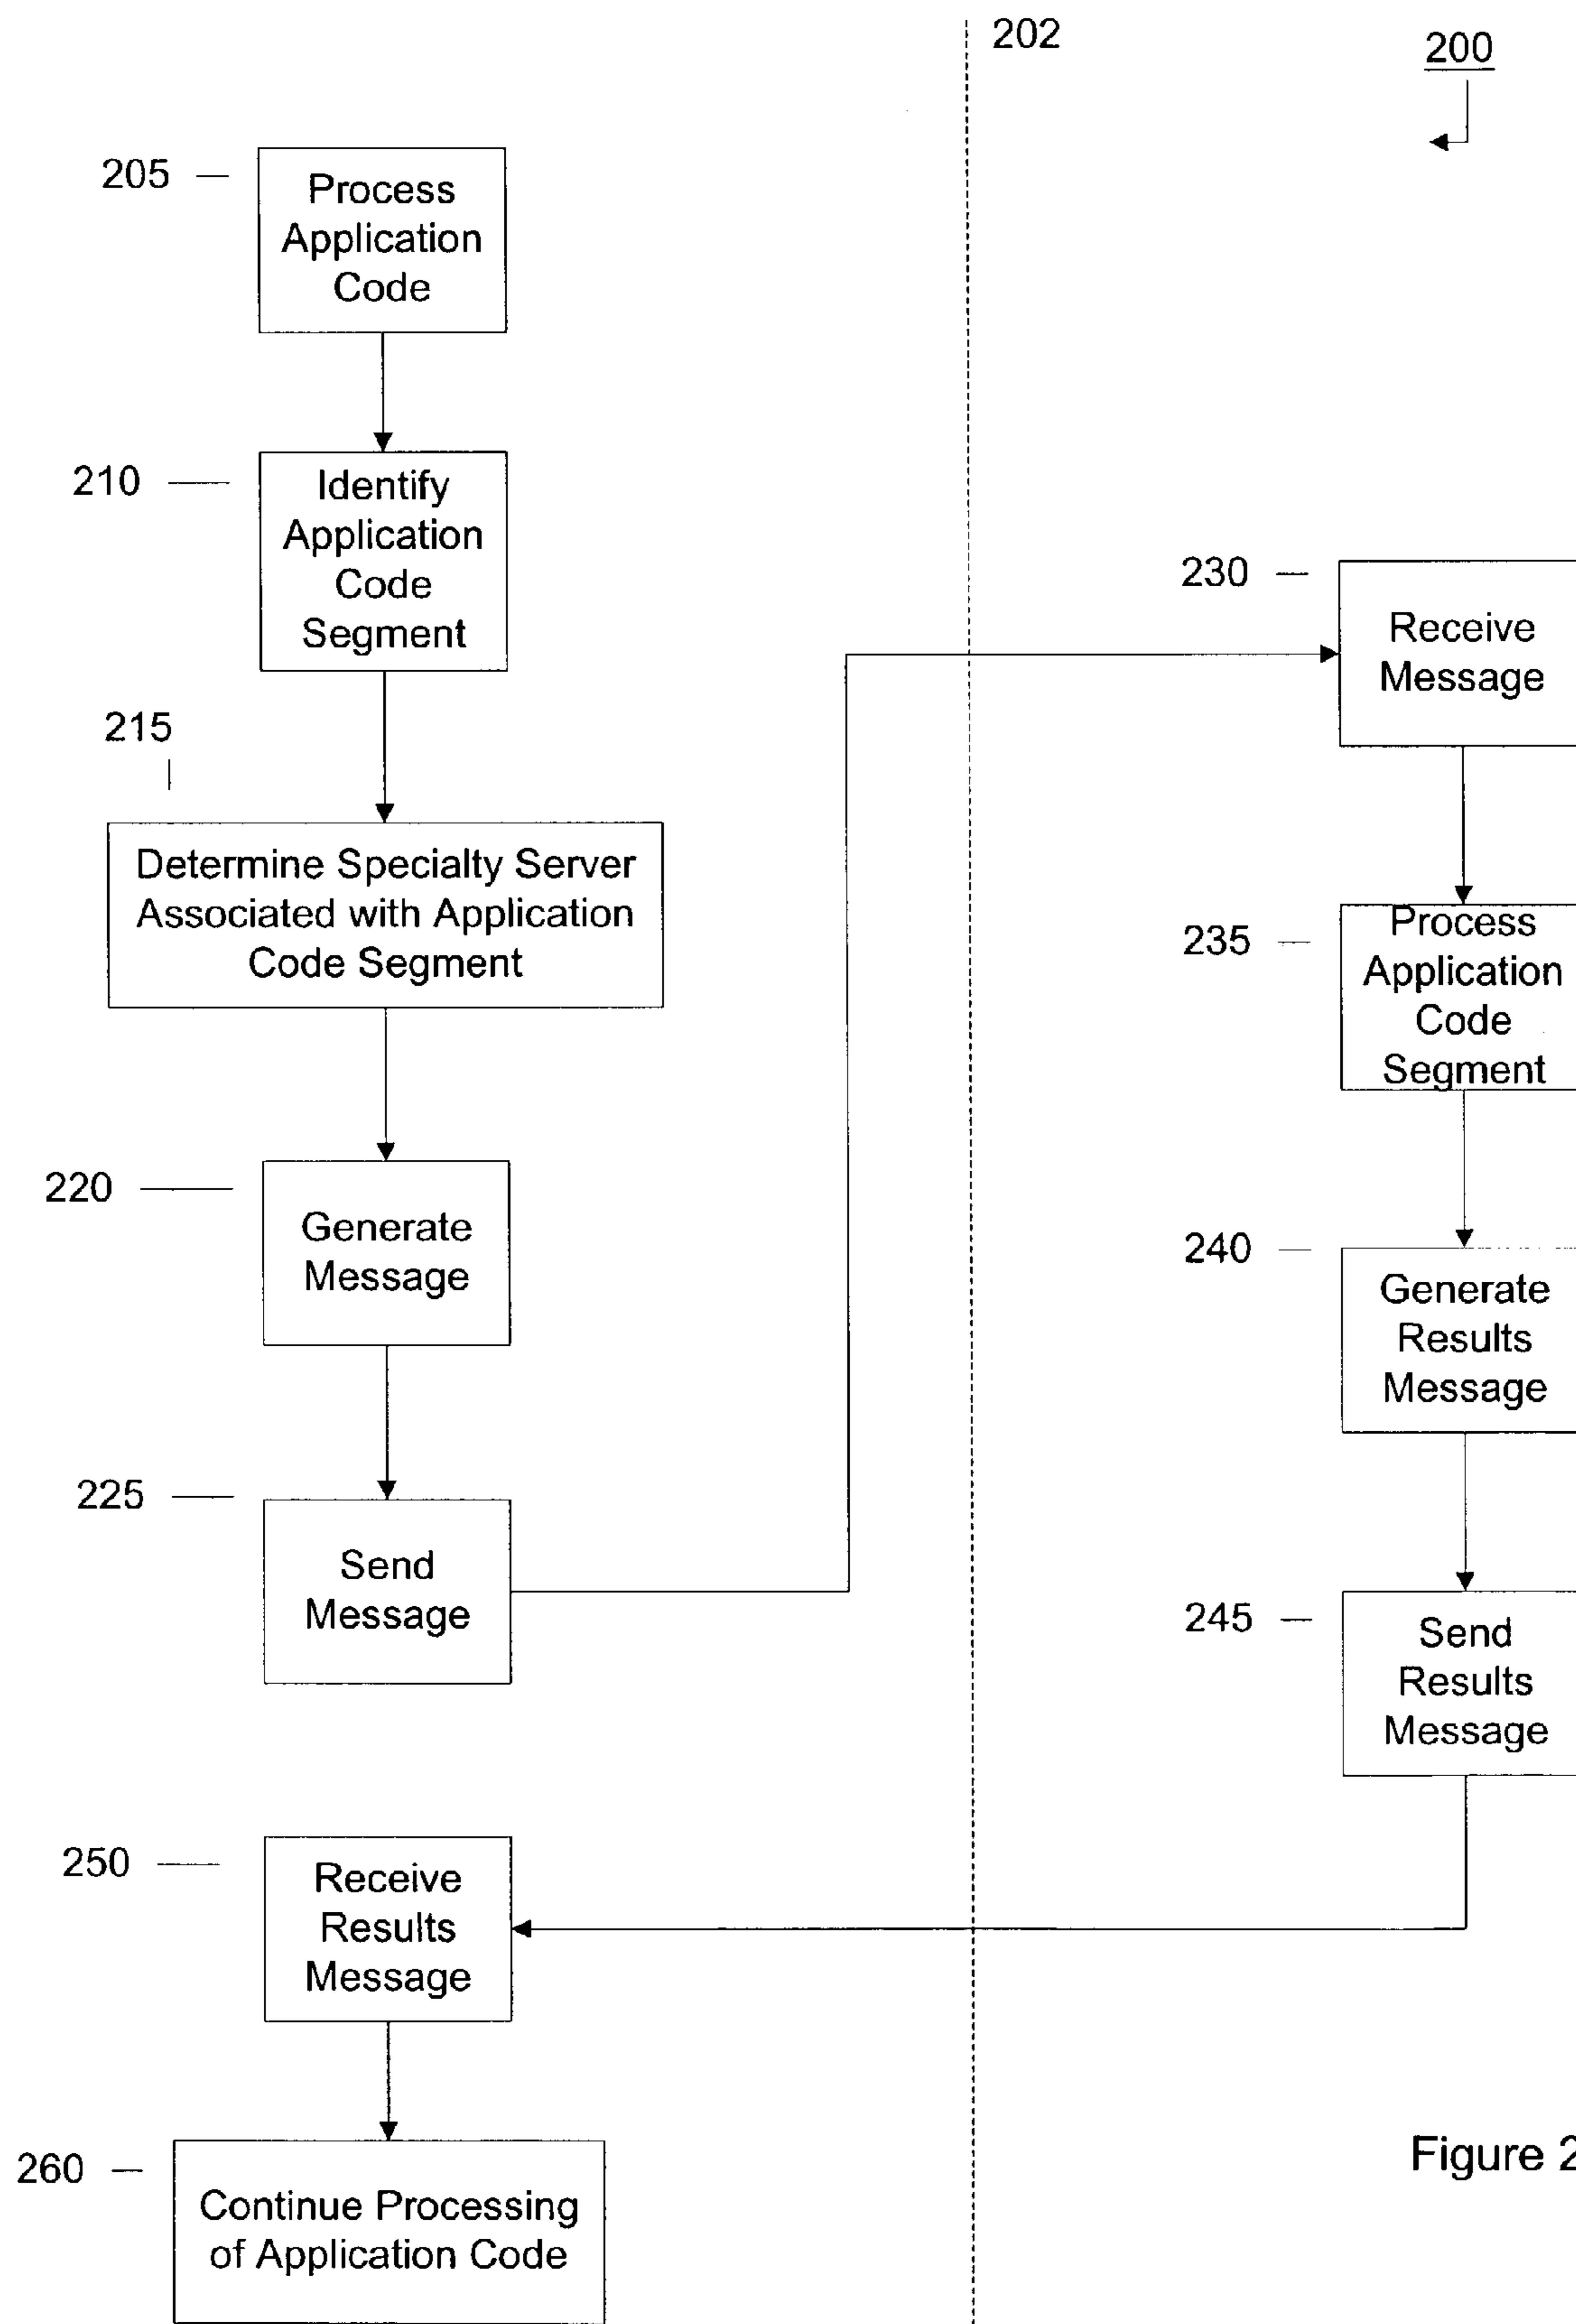 202
200
205
Process
Application
Code
210
Identify
Application
Code
Segment
215
Determine Specialty Server
Associated with Application
Code Segment
220
Generate
Message
225
Send
Message
230
Receive
Message
235
Process
Application
Code
Segment
240
Generate
Results
Message
245
Send
Results
Message
250
Receive
Results
Message
260
Continue Processing
of Application Code
Figure 2